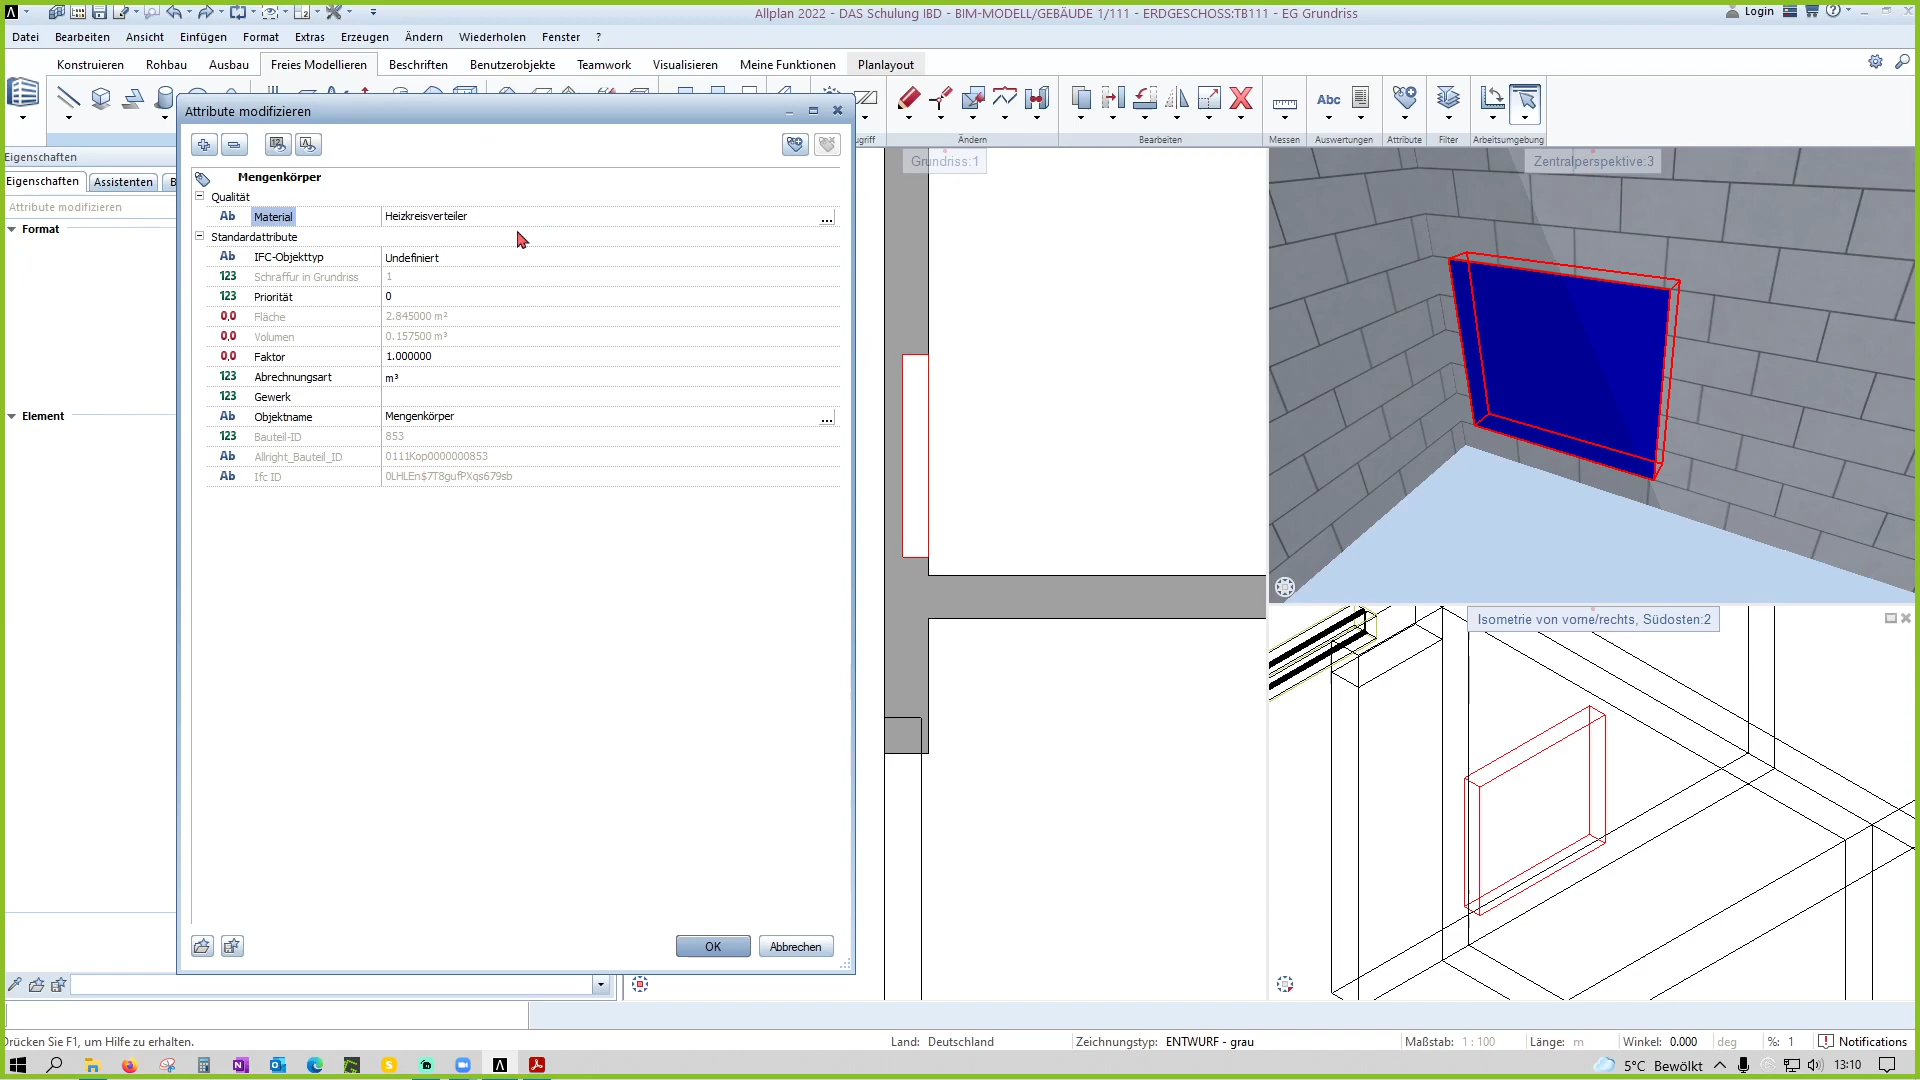 Allplan 2022 - DAS Schulung IBD - BIM-MODELL/GEBÄUDE 1/111 - ERDGESCHOSS:TB111 - EG Grundriss
Login
Datei Bearbeiten Ansicht Einfügen Format Extras Erzeugen Ändern Wiederholen Fenster ?
Konstruieren Rohbau Ausbau Freies Modellieren Beschriften Benutzerobjekte Teamwork Visualisieren Meine Funktionen Planlayout
Abc
Ändern Bearbeiten Messen Auswertungen Attribute Filter Arbeitsumgebung
Eigenschaften
Eigenschaften Assistenten B
Attribute modifizieren
Format
Element
Attribute modifizieren
Mengenkörper
Qualität
Ab Material Heizkreisverteiler ...
Standardattribute
Ab IFC-Objekttyp Undefiniert
123 Schraffur in Grundriss 1
123 Priorität 0
0,0 Fläche 2.845000 m²
0,0 Volumen 0.157500 m³
0,0 Faktor 1.000000
123 Abrechnungsart m³
123 Gewerk
Ab Objektname Mengenkörper ...
123 Bauteil-ID 853
Ab Allright_Bauteil_ID 0111Kop0000000853
Ab Ifc ID 0LHLEn$7T8gufPXqs679sb
OK Abbrechen
Grundriss:1
Zentralperspektive:3
Isometrie von vorne/rechts, Südosten:2
Drücken Sie F1, um Hilfe zu erhalten.
Land: Deutschland Zeichnungstyp: ENTWURF - grau Maßstab: 1 : 100 Länge: m Winkel: 0.000 deg %: 1 Notifications
5°C Bewölkt 13:10